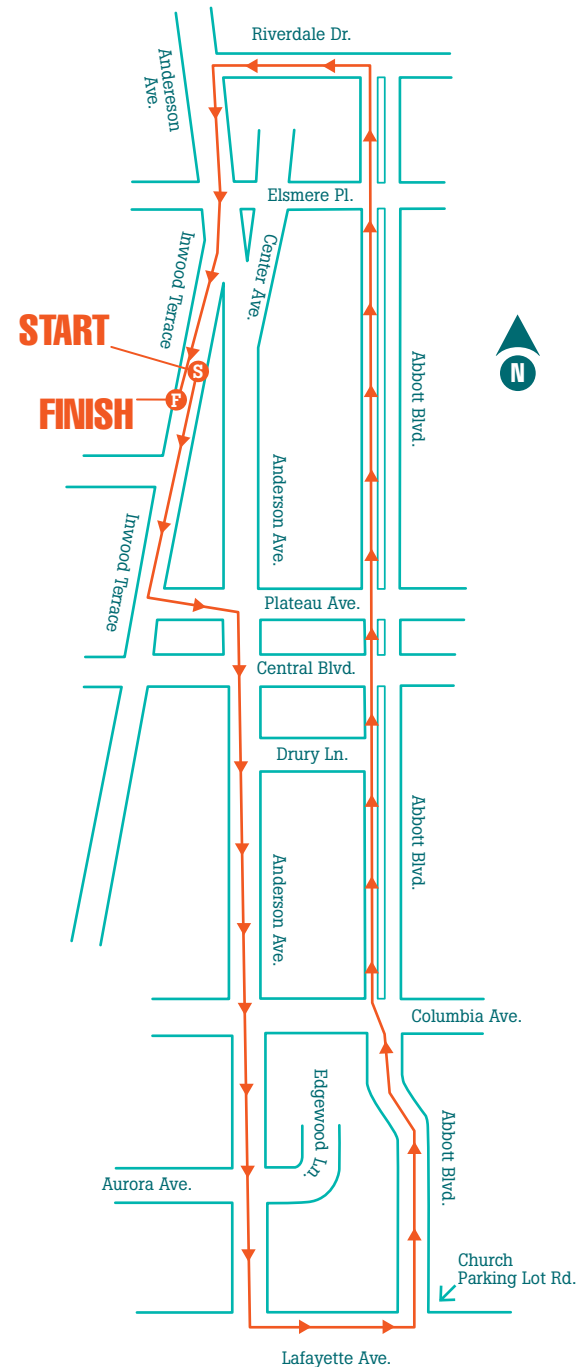 Riverdale Dr.
Andereson
Ave.
Elsmere Pl.
Inwood Terrace
Center Ave.
START
S
FINISH
F
N
Abbott Blvd.
Anderson Ave.
Inwood Terrace
Plateau Ave.
Central Blvd.
Drury Ln.
Abbott Blvd.
Anderson Ave.
Columbia Ave.
Edgewood Ln.
Abbott Blvd.
Aurora Ave.
Church
Parking Lot Rd.
Lafayette Ave.